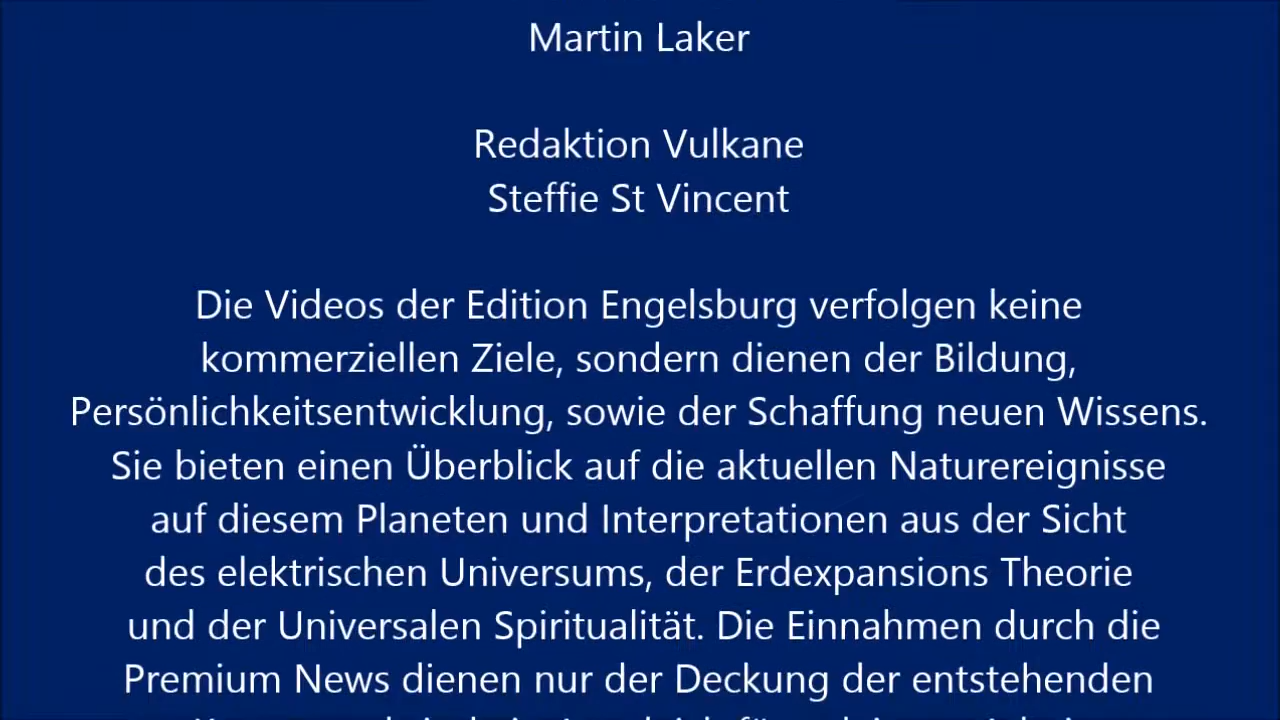 Martin Laker
Redaktion Vulkane
Steffie St Vincent
Die Videos der Edition Engelsburg verfolgen keine
kommerziellen Ziele, sondern dienen der Bildung,
Persönlichkeitsentwicklung, sowie der Schaffung neuen Wissens.
Sie bieten einen Überblick auf die aktuellen Naturereignisse
auf diesem Planeten und Interpretationen aus der Sicht
des elektrischen Universums, der Erdexpansions Theorie
und der Universalen Spiritualität. Die Einnahmen durch die
Premium News dienen nur der Deckung der entstehenden